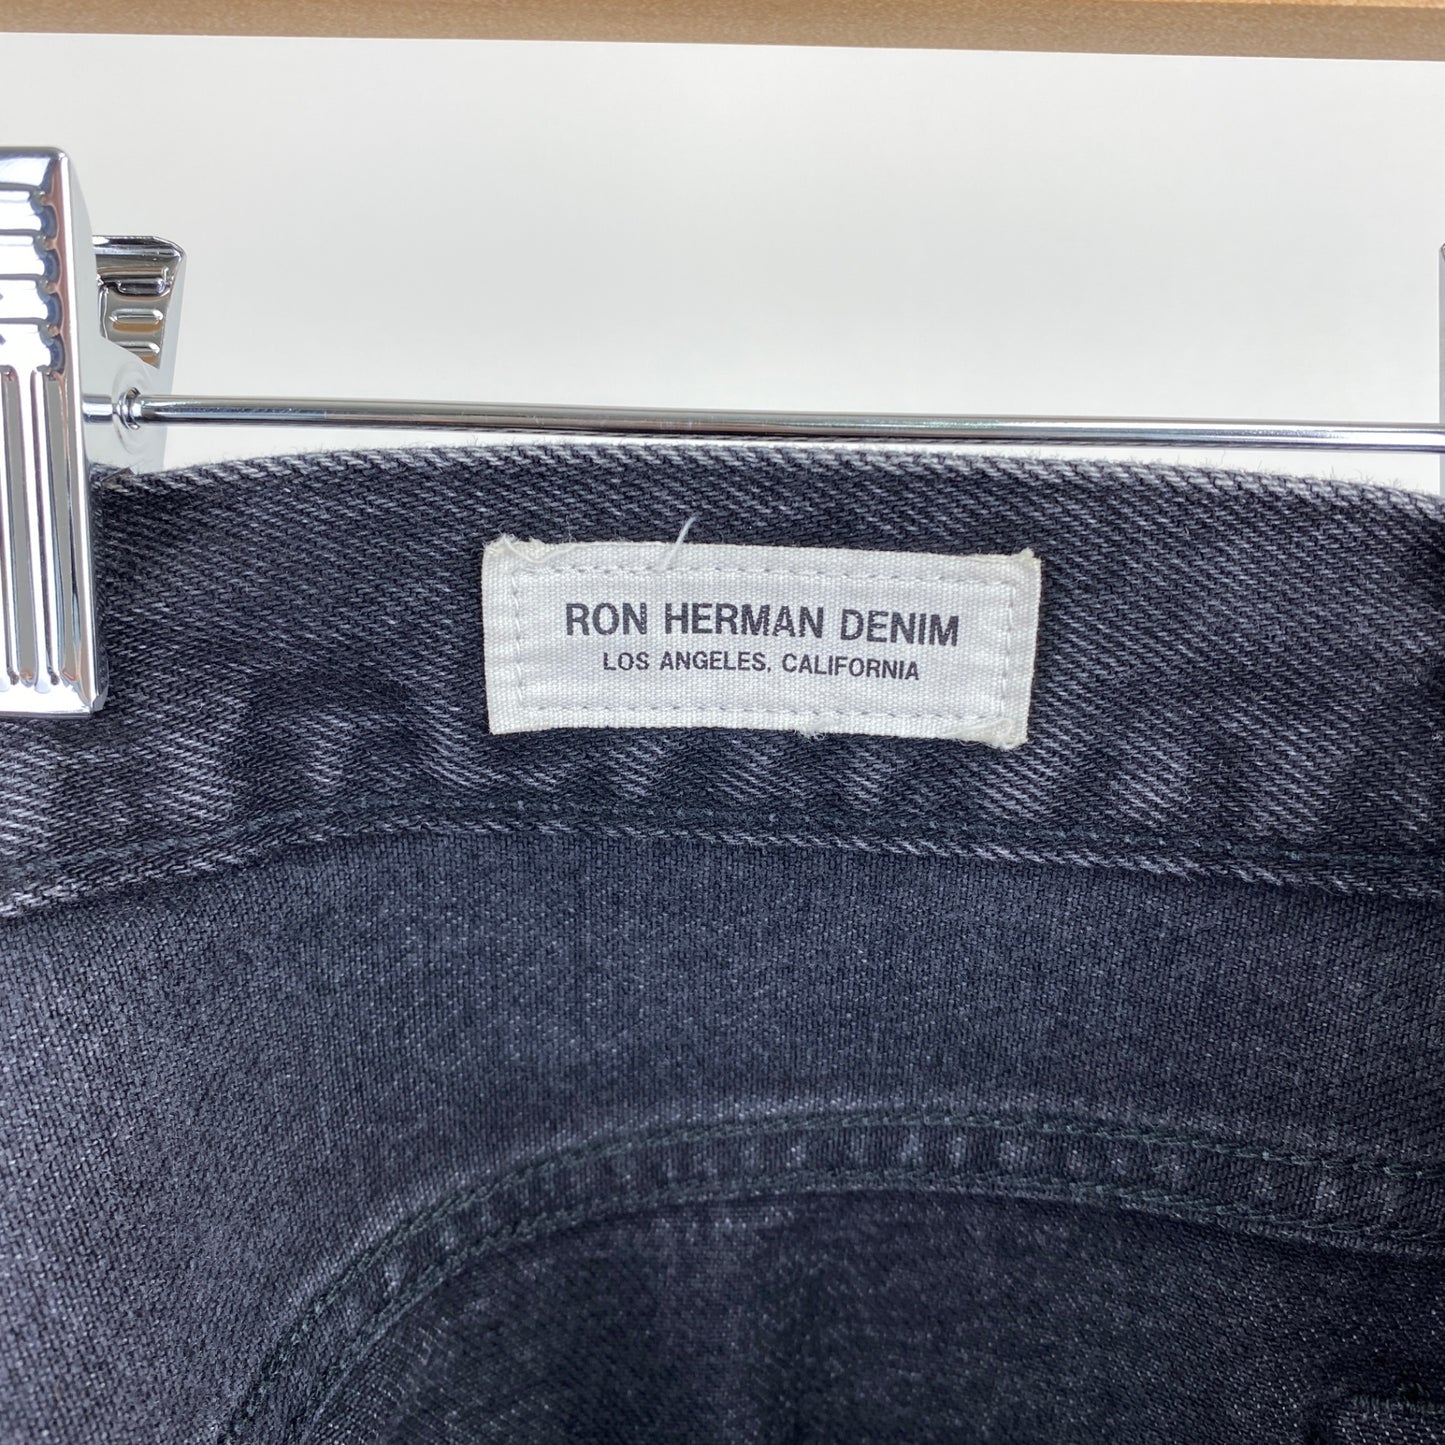 RON HERMAN DENIM
LOS ANGELES, CALIFORNIA